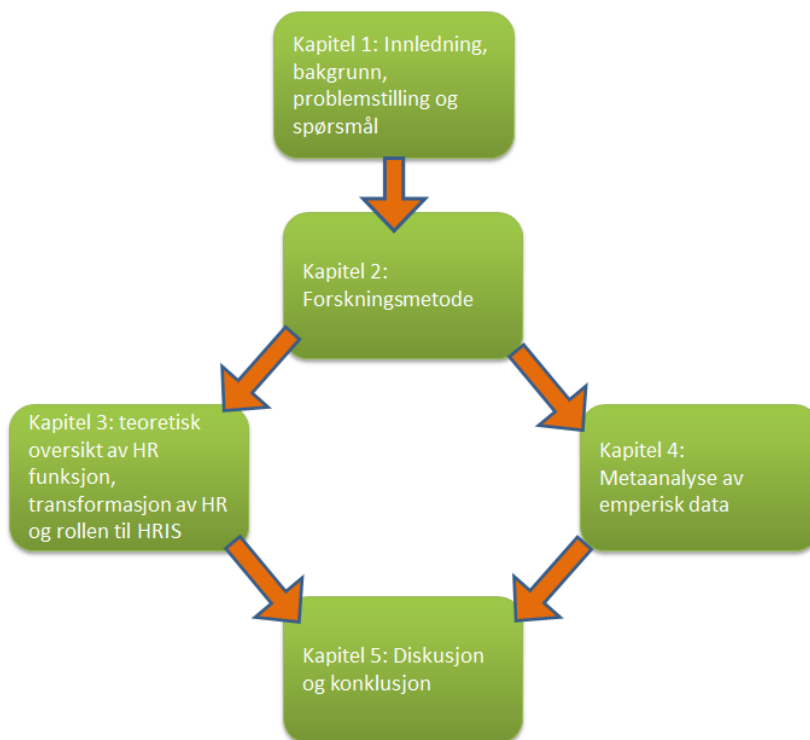 Kapitel 1: Innledning,
bakgrunn,
problemstilling og
spørsmål
Kapitel 2:
Forskningsmetode
Kapitel 3: teoretisk
oversikt av HR
funksjon,
transformasjon av HR
og rollen til HRIS
Kapitel 4:
Metaanalyse av
emperisk data
Kapitel 5: Diskusjon
og konklusjon